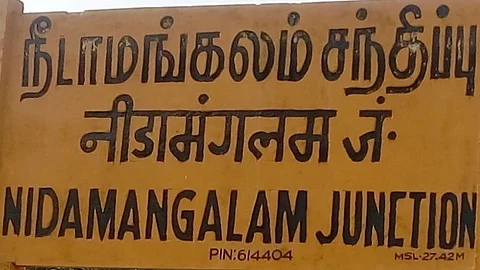 நீடாமங்கலம் சந்திப்பு
नीडामंगलम जं.
NIDAMANGALAM JUNCTION
PIN:614404 MSL-27.42M